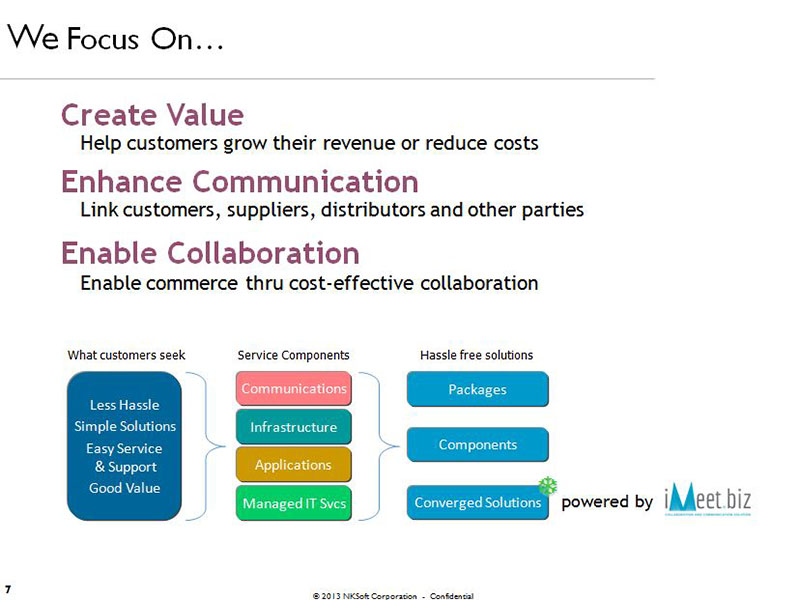 We Focus On...
Create Value
Help customers grow their revenue or reduce costs
Enhance Communication
Link customers, suppliers, distributors and other parties
Enable Collaboration
Enable commerce thru cost-effective collaboration
What customers seek
Less Hassle
Simple Solutions
Easy Service
& Support
Good Value
Service Components
Communications
Infrastructure
Applications
Managed IT Svcs
Hassle free solutions
Packages
Components
Converged Solutions
powered by
iMeet.biz
7
© 2013 NKSoft Corporation - Confidential